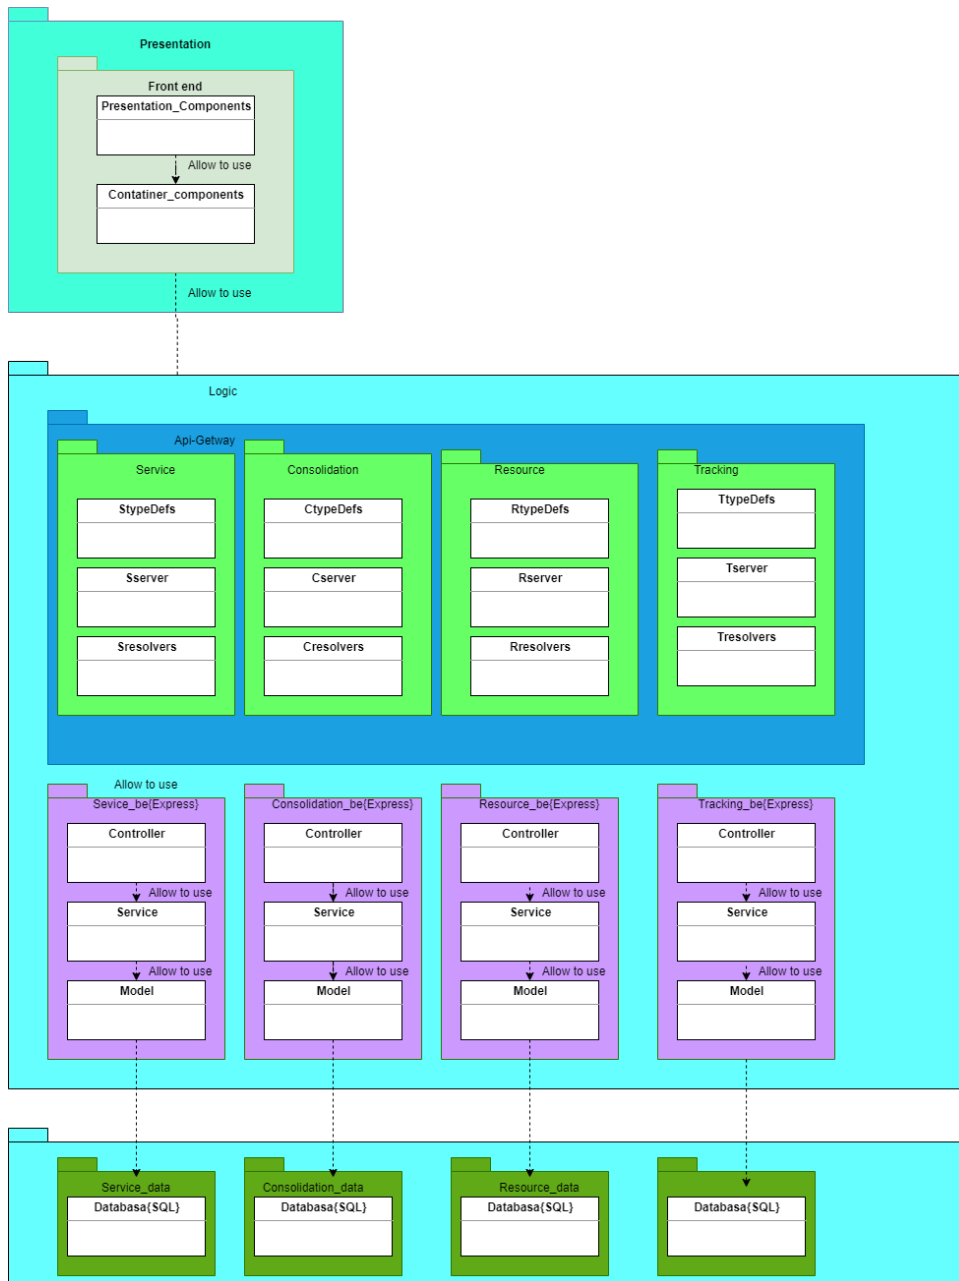 Presentation
Front end
Presentation_Components
Allow to use
Contatiner_components
Allow to use
Logic
Api-Getway
Service
Consolidation
Resource
Tracking
StypeDefs
CtypeDefs
RtypeDefs
TtypeDefs
Sserver
Cserver
Rserver
Tserver
Sresolvers
Cresolvers
Rresolvers
Tresolvers
Allow to use
Sevice_be{Express}
Consolidation_be{Express}
Resource_be{Express}
Tracking_be{Express}
Controller
Controller
Controller
Controller
Allow to use
Allow to use
Allow to use
Allow to use
Service
Service
Service
Service
Allow to use
Allow to use
Allow to use
Allow to use
Model
Model
Model
Model
Service_data
Consolidation_data
Resource_data
Databasa{SQL}
Databasa{SQL}
Databasa{SQL}
Databasa{SQL}